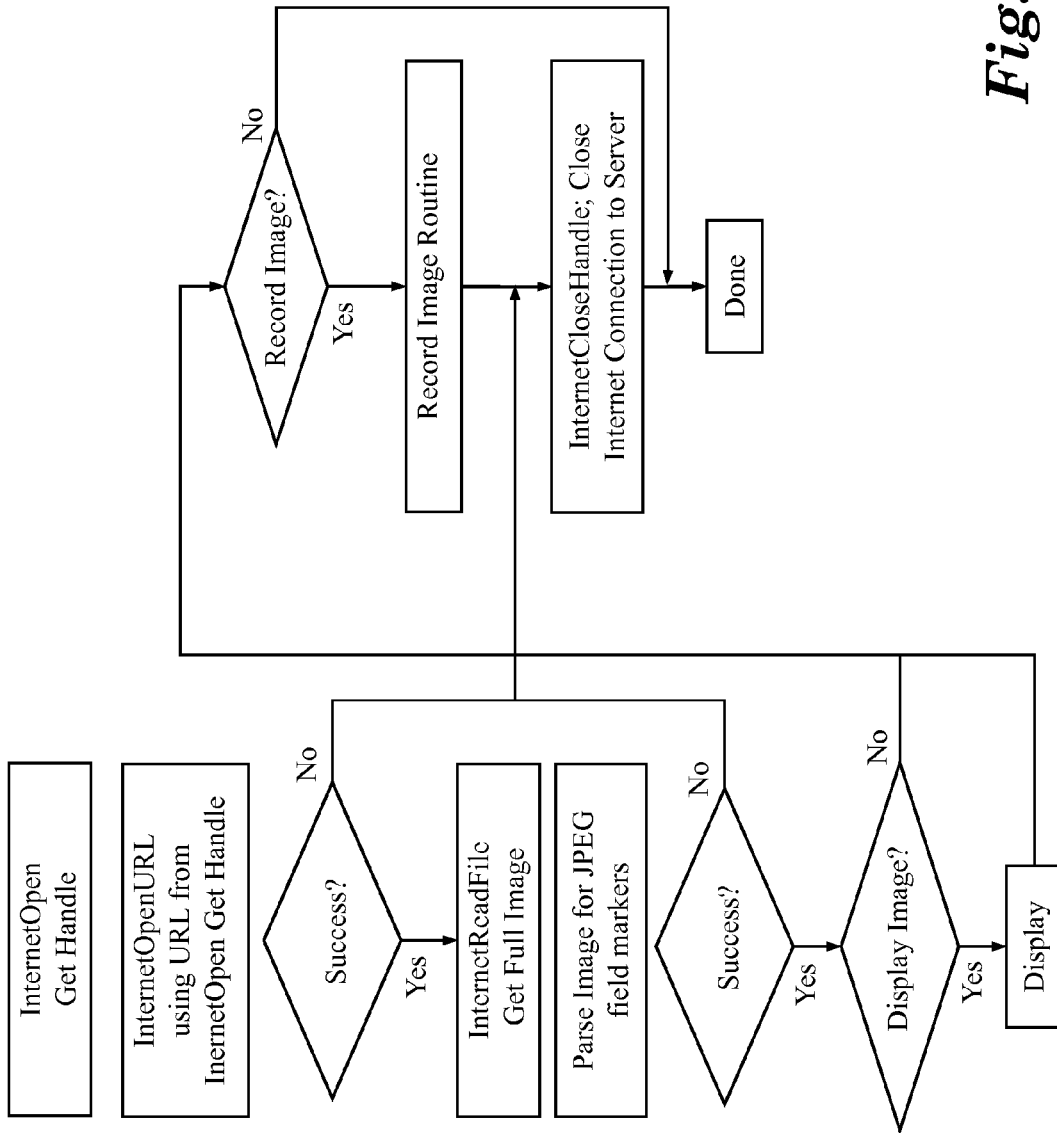 InternetOpen
Get Handle
InternetOpenURL
using URL from
InernetOpen Get Handle
Success?
No
Yes
InternetReadFile
Get Full Image
Parse Image for JPEG
field markers
Success?
No
Yes
Display Image?
No
Yes
Display
Record Image?
No
Yes
Record Image Routine
InternetCloseHandle; Close
Internet Connection to Server
Done
Fig.